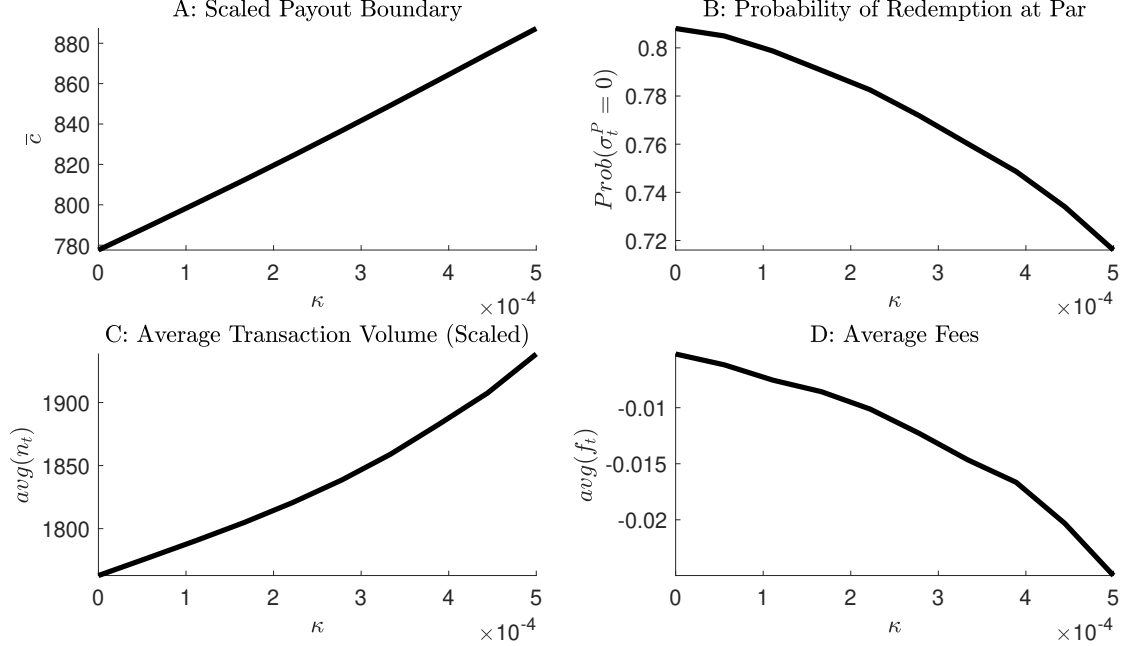 A: Scaled Payout Boundary
c̅
880
860
840
820
800
780
0 1 2 3 4 5
κ
×10⁻⁴
B: Probability of Redemption at Par
Prob(σₜᴾ = 0)
0.8
0.78
0.76
0.74
0.72
0 1 2 3 4 5
κ
×10⁻⁴
C: Average Transaction Volume (Scaled)
avg(nₜ)
1900
1850
1800
0 1 2 3 4 5
κ
×10⁻⁴
D: Average Fees
avg(fₜ)
-0.01
-0.015
-0.02
0 1 2 3 4 5
κ
×10⁻⁴